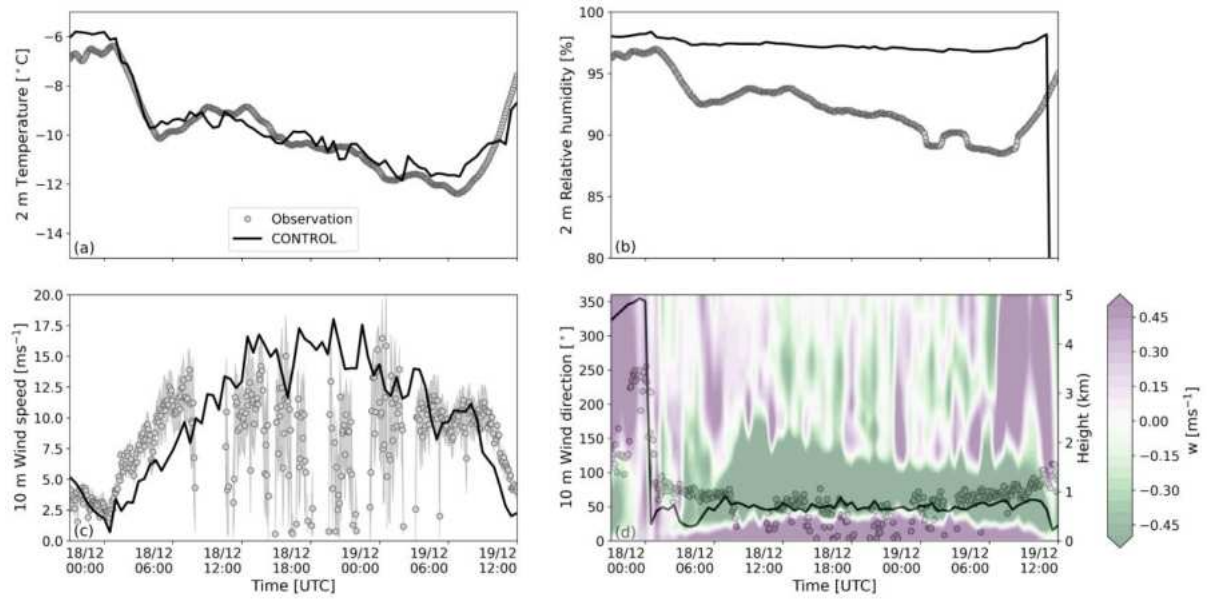 −6
−8
−10
−12
−14
2 m Temperature [°C]
(a)
Observation
CONTROL
100
95
90
85
80
2 m Relative humidity [%]
(b)
20.0
17.5
15.0
12.5
10.0
7.5
5.0
2.5
0.0
10 m Wind speed [ms⁻¹]
(c)
18/12 18/12 18/12 18/12 19/12 19/12 19/12
00:00 06:00 12:00 18:00 00:00 06:00 12:00
Time [UTC]
350
300
250
200
150
100
50
0
10 m Wind direction [°]
(d)
5
4
3
2
1
0
Height (km)
18/12 18/12 18/12 18/12 19/12 19/12 19/12
00:00 06:00 12:00 18:00 00:00 06:00 12:00
Time [UTC]
0.45
0.30
0.15
0.00
−0.15
−0.30
−0.45
w [ms⁻¹]